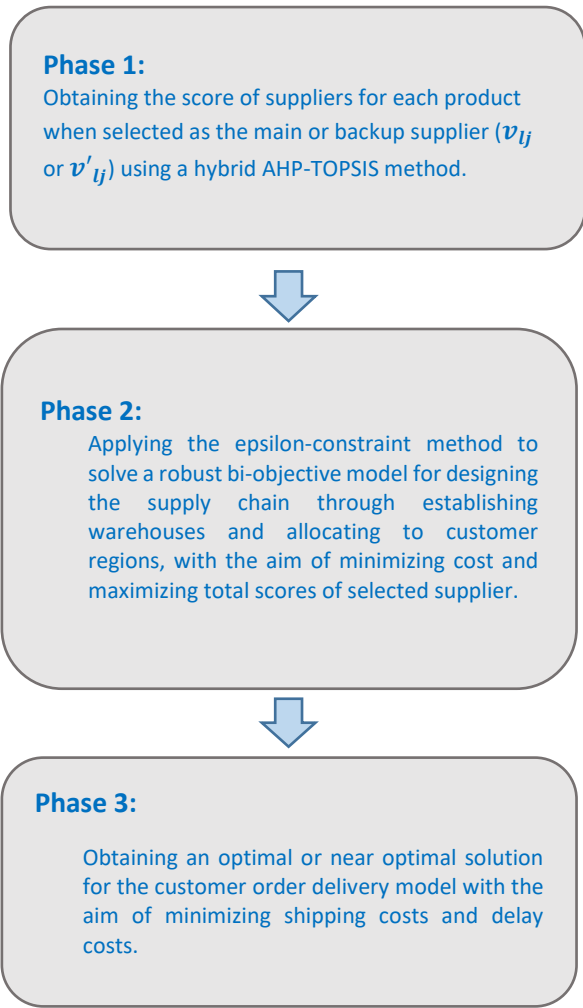 Phase 1:
Obtaining the score of suppliers for each product
when selected as the main or backup supplier (v_lj
or v'_lj) using a hybrid AHP-TOPSIS method.
Phase 2:
Applying the epsilon-constraint method to
solve a robust bi-objective model for designing
the supply chain through establishing
warehouses and allocating to customer
regions, with the aim of minimizing cost and
maximizing total scores of selected supplier.
Phase 3:
Obtaining an optimal or near optimal solution
for the customer order delivery model with the
aim of minimizing shipping costs and delay
costs.